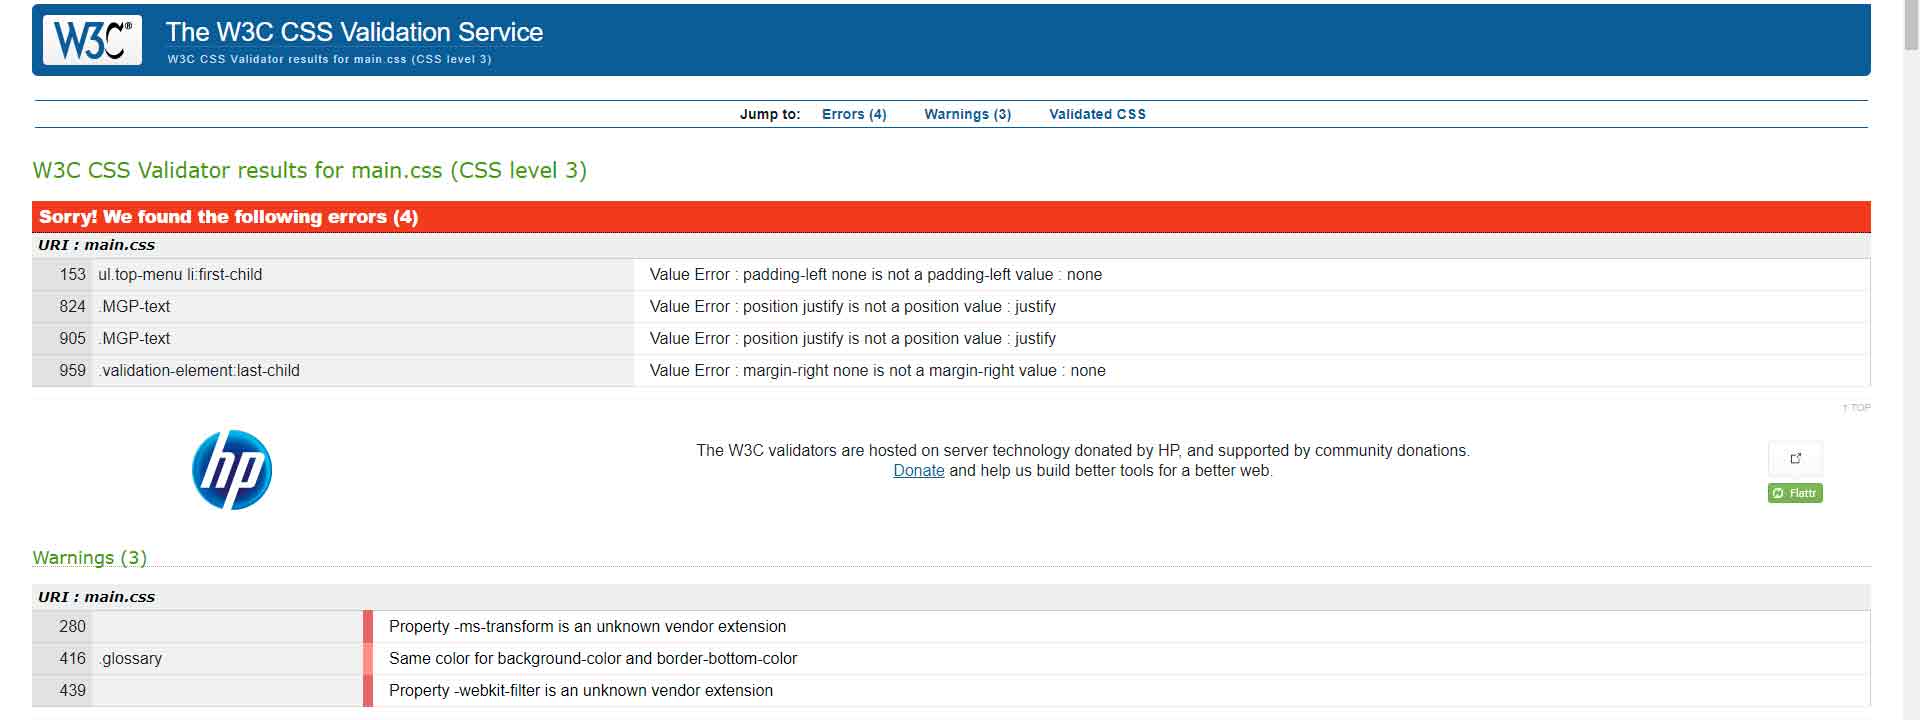 W3C®
The W3C CSS Validation Service
W3C CSS Validator results for main.css (CSS level 3)
Jump to: Errors (4) Warnings (3) Validated CSS
W3C CSS Validator results for main.css (CSS level 3)
Sorry! We found the following errors (4)
URI : main.css
153 ul.top-menu li:first-child Value Error : padding-left none is not a padding-left value : none
824 .MGP-text Value Error : position justify is not a position value : justify
905 .MGP-text Value Error : position justify is not a position value : justify
959 .validation-element:last-child Value Error : margin-right none is not a margin-right value : none
↑ TOP
hp
The W3C validators are hosted on server technology donated by HP, and supported by community donations.
Donate and help us build better tools for a better web.
Flattr
Warnings (3)
URI : main.css
280 Property -ms-transform is an unknown vendor extension
416 .glossary Same color for background-color and border-bottom-color
439 Property -webkit-filter is an unknown vendor extension